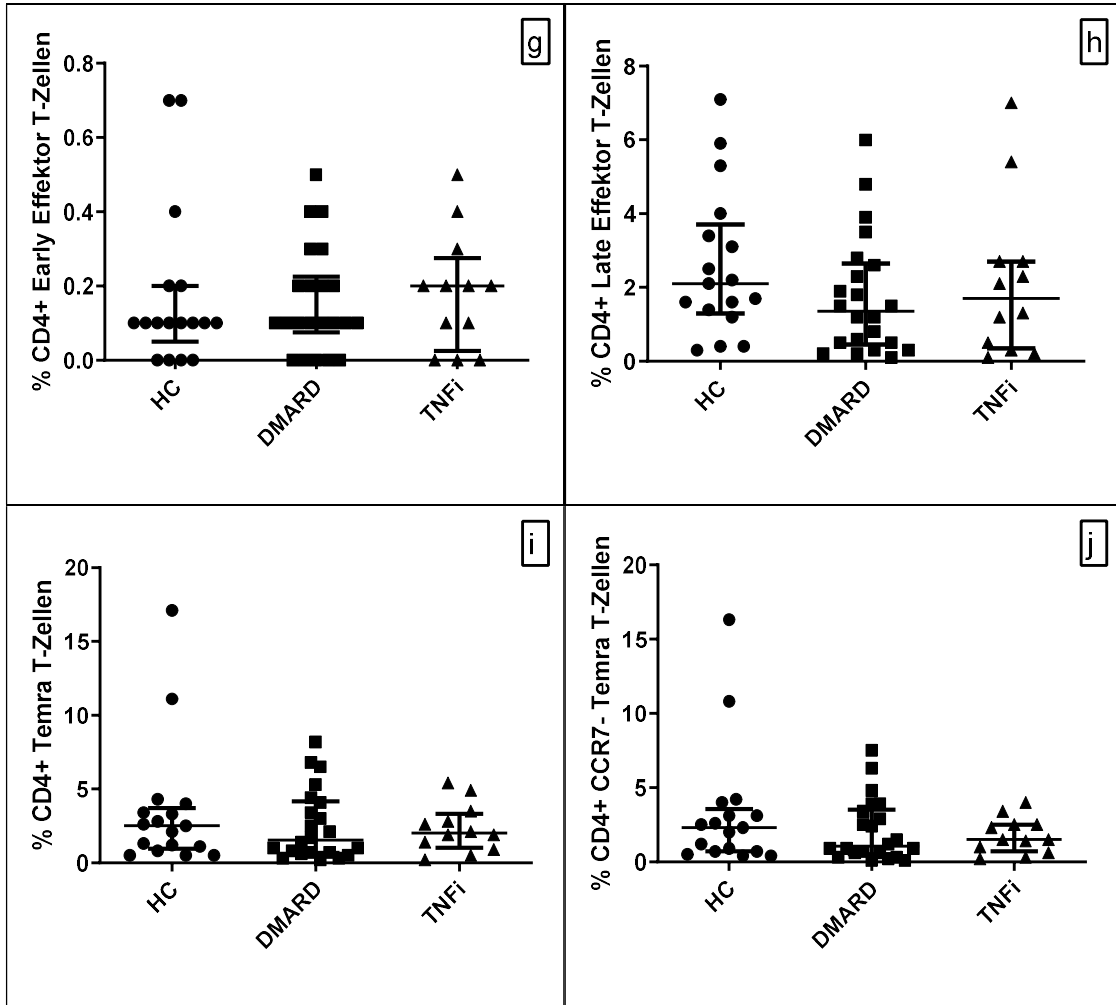 g
% CD4+ Early Effektor T-Zellen
0.8
0.6
0.4
0.2
0.0
HC
DMARD
TNFi
h
% CD4+ Late Effektor T-Zellen
8
6
4
2
0
HC
DMARD
TNFi
i
% CD4+ Temra T-Zellen
20
15
10
5
0
HC
DMARD
TNFi
j
% CD4+ CCR7- Temra T-Zellen
20
15
10
5
0
HC
DMARD
TNFi